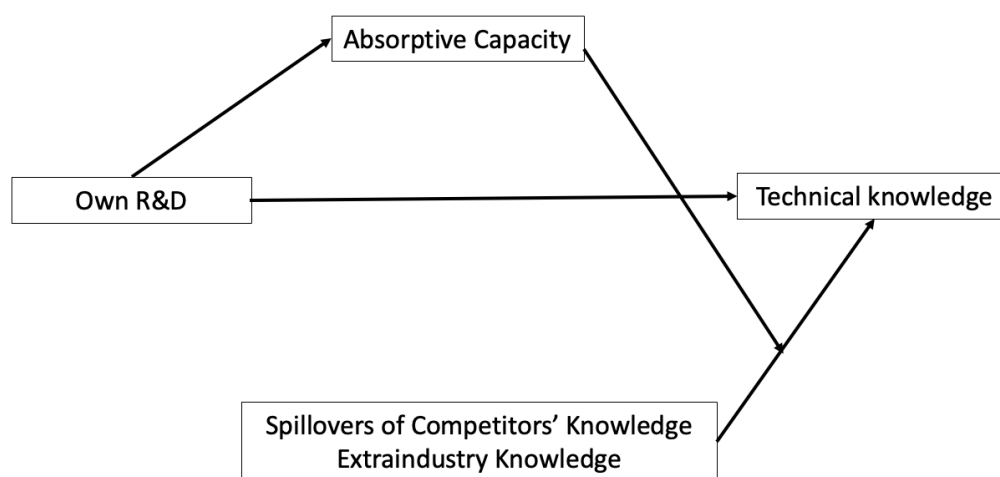 Absorptive Capacity
Own R&D
Technical knowledge
Spillovers of Competitors’ Knowledge
Extraindustry Knowledge